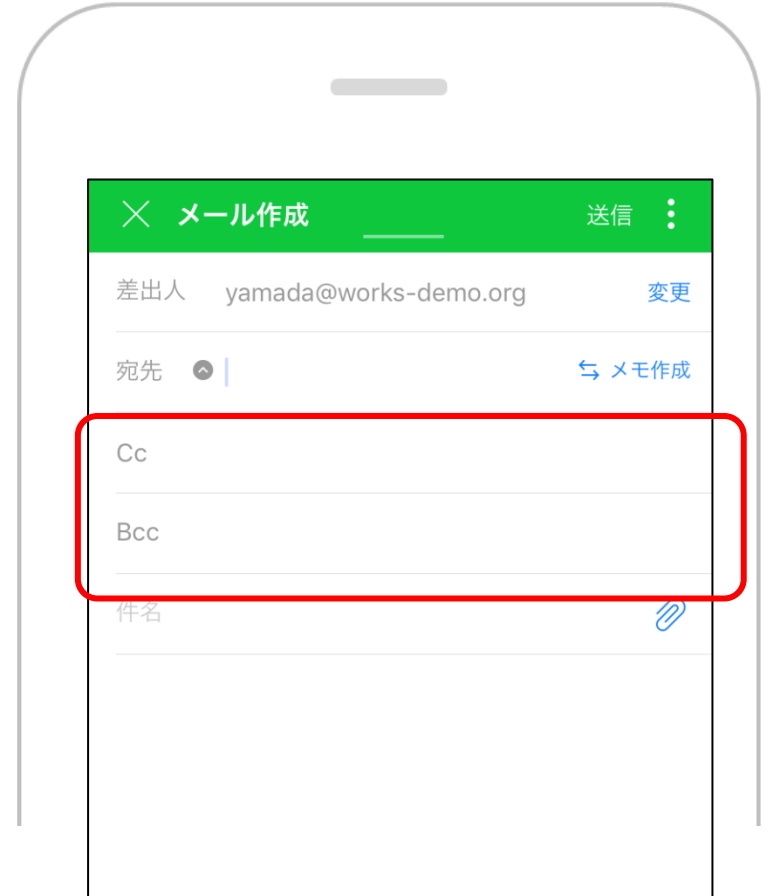 メール作成 送信
差出人 yamada@works-demo.org 変更
宛先 メモ作成
Cc
Bcc
件名